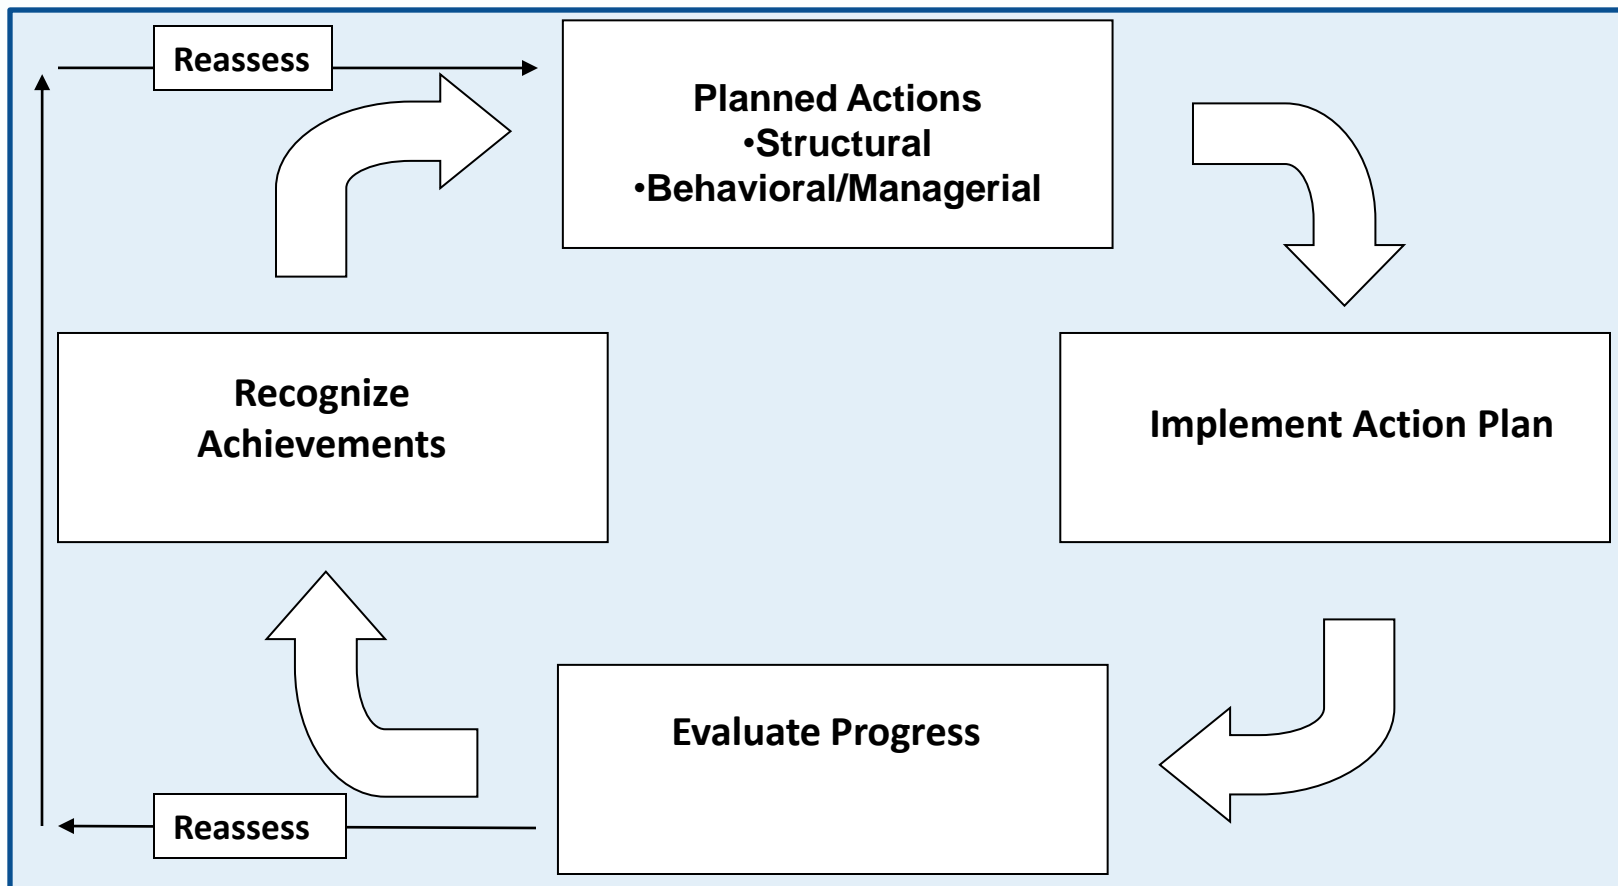 Reassess
Planned Actions
•Structural
•Behavioral/Managerial
Recognize
Achievements
Implement Action Plan
Evaluate Progress
Reassess